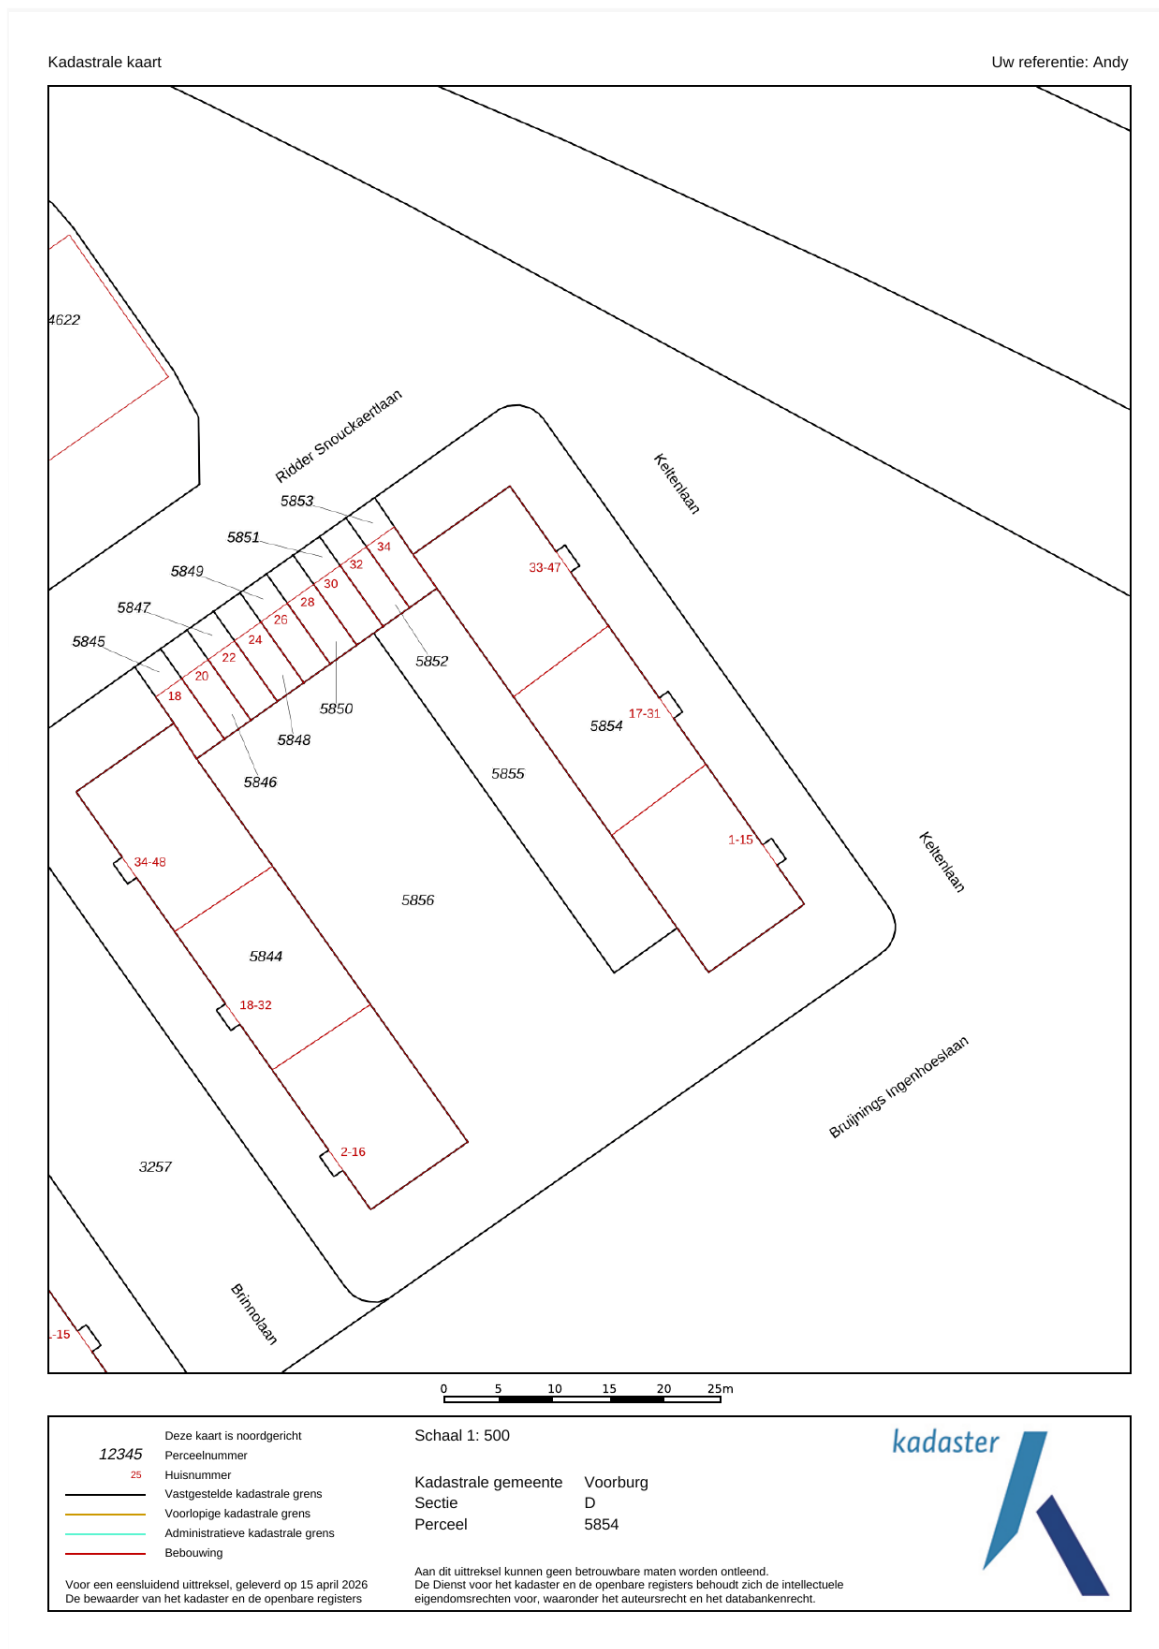 Kadastrale kaart
Uw referentie: Andy
4622
Ridder Snouckaertlaan
Keltenlaan
5853
5851
34
5849
32
33-47
30
5847
28
26
5845
24
22
5852
20
18
5850
17-31
5854
5848
5855
5846
1-15
34-48
Keltenlaan
5856
5844
18-32
Bruijnings Ingenhoeslaan
2-16
3257
Brinnolaan
-15
0 5 10 15 20 25m
Deze kaart is noordgericht
12345 Perceelnummer
25 Huisnummer
Vastgestelde kadastrale grens
Voorlopige kadastrale grens
Administratieve kadastrale grens
Bebouwing
Voor een eensluidend uittreksel, geleverd op 15 april 2026
De bewaarder van het kadaster en de openbare registers
Schaal 1: 500
Kadastrale gemeente Voorburg
Sectie D
Perceel 5854
Aan dit uittreksel kunnen geen betrouwbare maten worden ontleend.
De Dienst voor het kadaster en de openbare registers behoudt zich de intellectuele
eigendomsrechten voor, waaronder het auteursrecht en het databankenrecht.
kadaster